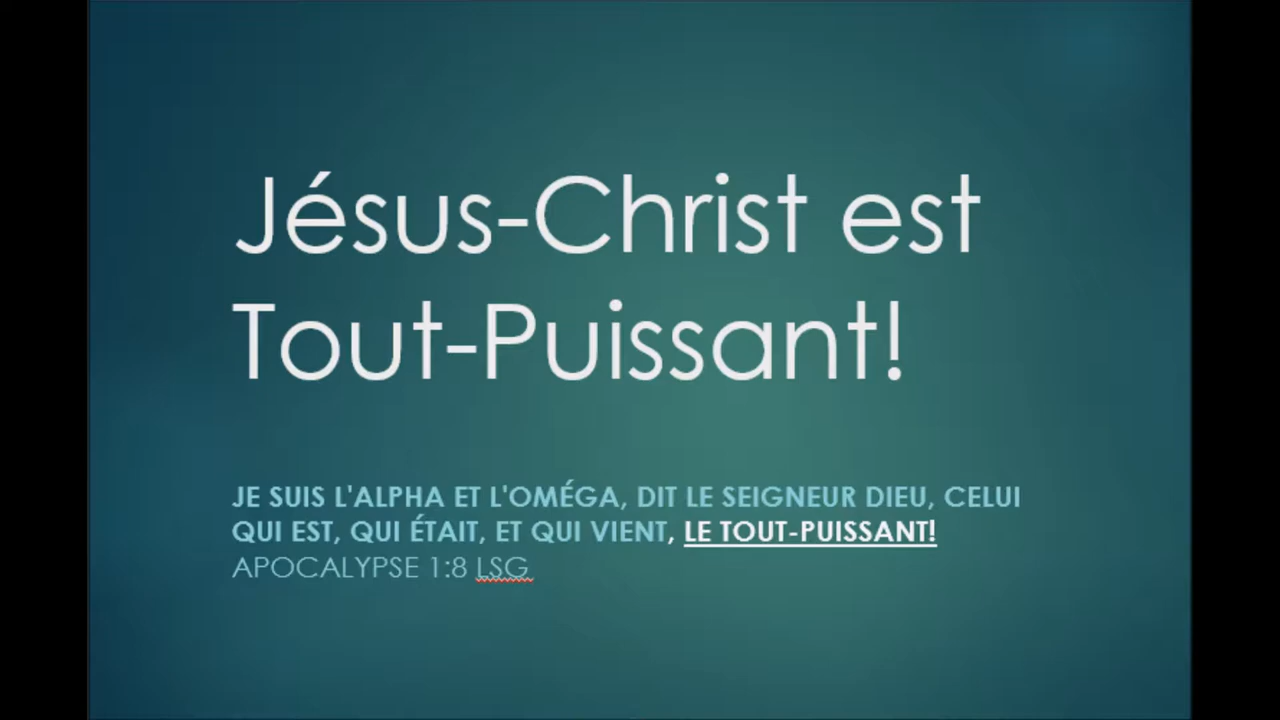 Jésus-Christ est
Tout-Puissant!
JE SUIS L'ALPHA ET L'OMÉGA, DIT LE SEIGNEUR DIEU, CELUI
QUI EST, QUI ÉTAIT, ET QUI VIENT, LE TOUT-PUISSANT!
APOCALYPSE 1:8 LSG